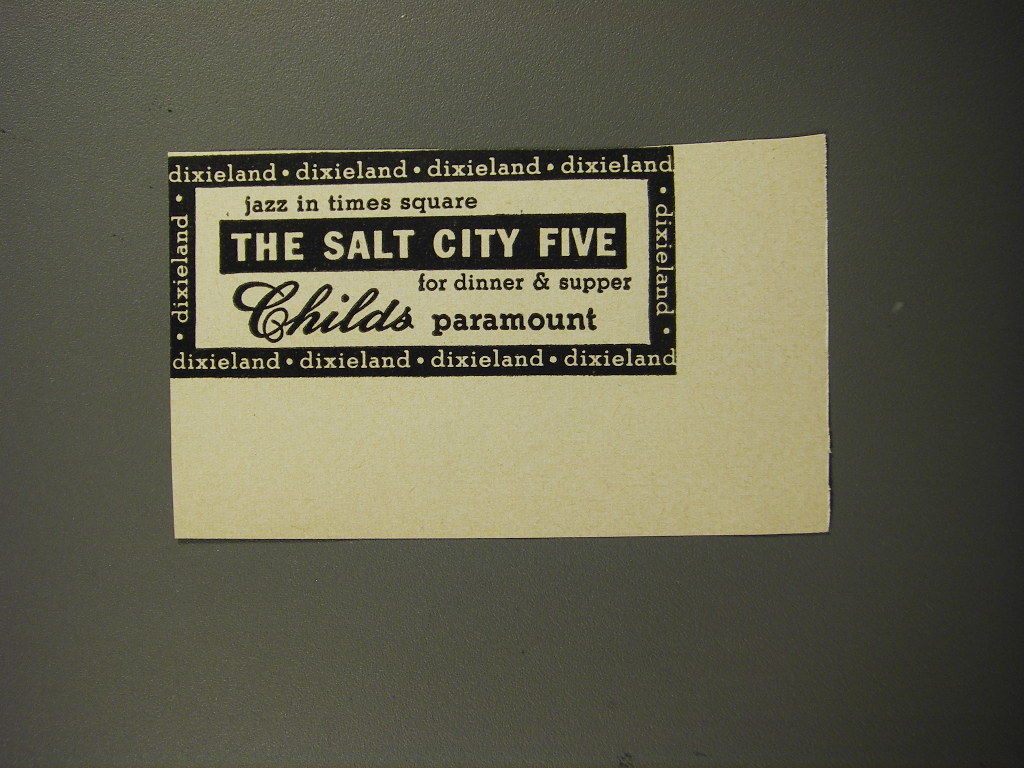 dixieland • dixieland • dixieland • dixieland
• dixieland •
jazz in times square
THE SALT CITY FIVE
for dinner & supper
Childs paramount
• dixieland •
dixieland • dixieland • dixieland • dixieland